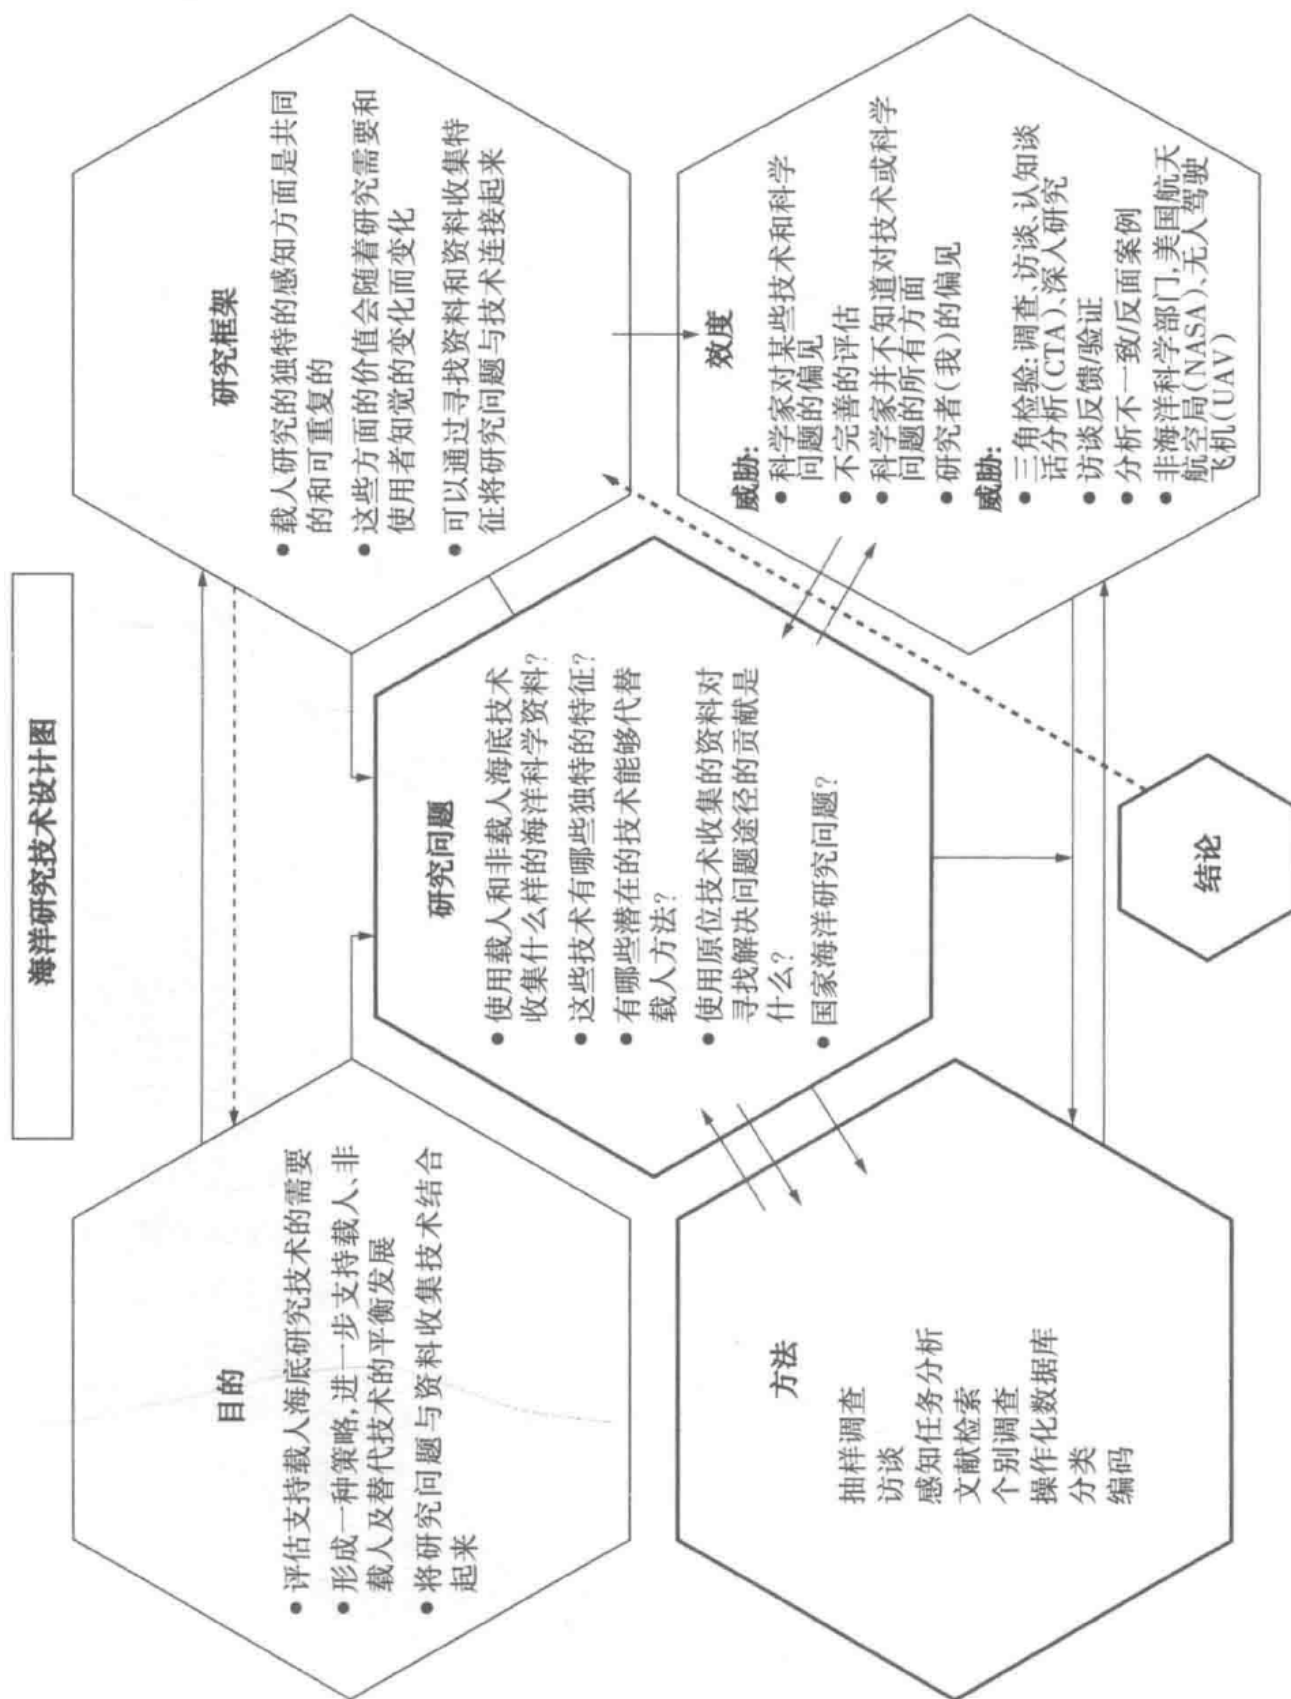 海洋研究技术设计图
目的
● 评估支持载人海底研究技术的需要
● 形成一种策略,进一步支持载人、非
载人及替代技术的平衡发展
● 将研究问题与资料收集技术结合
起来
研究框架
● 载人研究的独特的感知方面是共同
的和可重复的
● 这些方面的价值会随着研究需要和
使用者知觉的变化而变化
● 可以通过寻找资料和资料收集特
征将研究问题与技术连接起来
研究问题
● 使用载人和非载人海底技术
收集什么样的海洋科学资料?
● 这些技术有哪些独特的特征?
● 有哪些潜在的技术能够代替
载人方法?
● 使用原位技术收集的资料对
寻找解决问题途径的贡献是
什么?
● 国家海洋研究问题?
方法
抽样调查
访谈
感知任务分析
文献检索
个别调查
操作化数据库
分类
编码
效度
威胁:
● 科学家对某些技术和科学
问题的偏见
● 不完善的评估
● 科学家并不知道对技术或科学
问题的所有方面
● 研究者(我)的偏见
威胁:
● 三角检验:调查、访谈、认知谈
话分析(CTA)、深入研究
● 访谈反馈/验证
● 分析不一致/反面案例
● 非海洋科学部门,美国航天
航空局(NASA)、无人驾驶
飞机(UAV)
结论